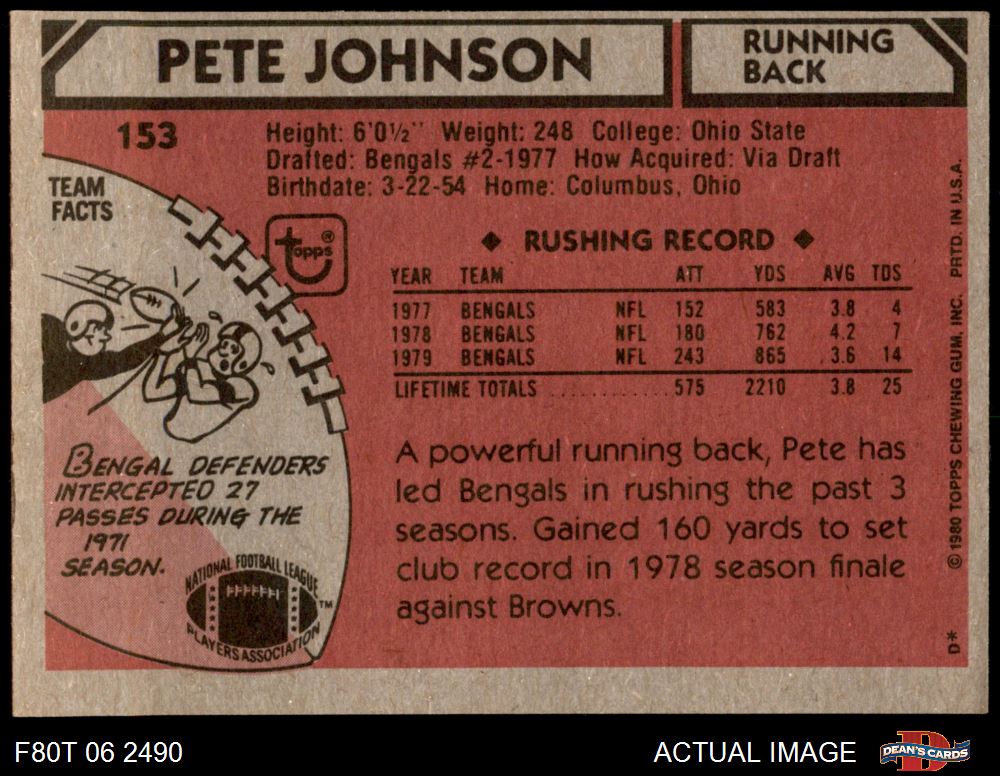 PETE JOHNSON
RUNNING
BACK
153
Height: 6'0½" Weight: 248 College: Ohio State
Drafted: Bengals #2-1977 How Acquired: Via Draft
Birthdate: 3-22-54 Home: Columbus, Ohio
TEAM
FACTS
topps®
◆ RUSHING RECORD ◆
YEAR TEAM ATT YDS AVG TDS
1977 BENGALS NFL 152 583 3.8 4
1978 BENGALS NFL 180 762 4.2 7
1979 BENGALS NFL 243 865 3.6 14
LIFETIME TOTALS ............ 575 2210 3.8 25
BENGAL DEFENDERS
INTERCEPTED 27
PASSES DURING THE
1971
SEASON.
NATIONAL FOOTBALL LEAGUE
PLAYERS ASSOCIATION
TM
A powerful running back, Pete has
led Bengals in rushing the past 3
seasons. Gained 160 yards to set
club record in 1978 season finale
against Browns.
D* © 1980 TOPPS CHEWING GUM, INC. PRTD. IN U.S.A.
F80T 06 2490
ACTUAL IMAGE
D
DEAN'S CARDS